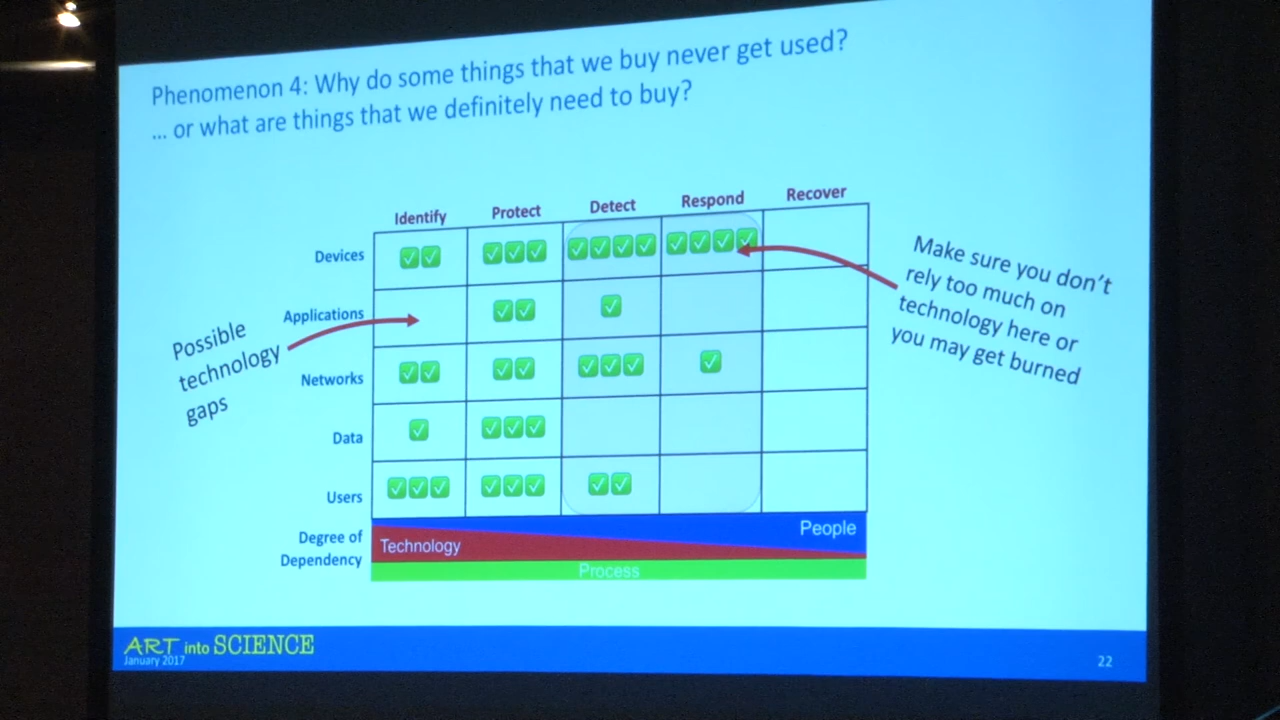 Phenomenon 4: Why do some things that we buy never get used?
... or what are things that we definitely need to buy?
Identify Protect Detect Respond Recover
Devices
Applications
Networks
Data
Users
Possible
technology
gaps
Make sure you don't
rely too much on
technology here or
you may get burned
Degree of
Dependency
Technology
People
Process
ART into SCIENCE
January 2017
22